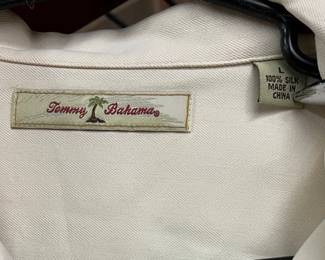 Tommy Bahama®
L
100% SILK
MADE IN
CHINA